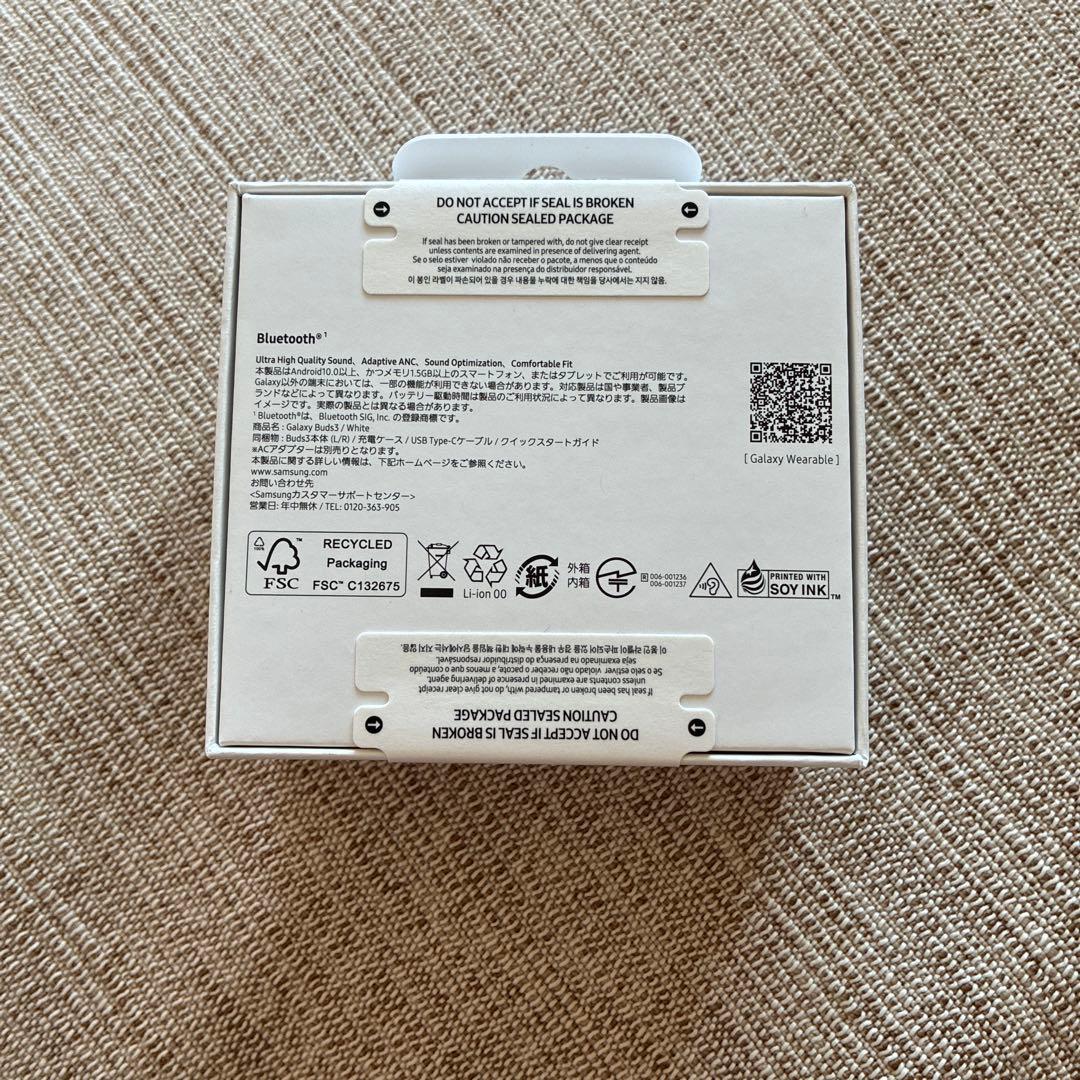 DO NOT ACCEPT IF SEAL IS BROKEN
CAUTION SEALED PACKAGE
If seal has been broken or tampered with, do not give clear receipt
unless contents are examined in presence of delivering agent.
Se o selo estiver violado não receber o pacote, a menos que o conteúdo
seja examinado na presença do distribuidor responsável.
이 봉인 라벨이 파손되어 있을 경우 내용물 누락에 대한 책임을 당사에서는 지지 않음.
Bluetooth® 1
Ultra High Quality Sound、Adaptive ANC、Sound Optimization、Comfortable Fit
本製品はAndroid10.0以上、かつメモリ1.5GB以上のスマートフォン、またはタブレットでご利用が可能です。
Galaxy以外の端末においては、一部の機能が利用できない場合があります。対応製品は国や事業者、製品ブ
ランドなどによって異なります。バッテリー駆動時間は製品のご利用状況によって異なります。製品画像は
イメージです。実際の製品とは異なる場合があります。
1 Bluetooth®は、Bluetooth SIG, Inc. の登録商標です。
商品名 : Galaxy Buds3 / White
同梱物 : Buds3本体 (L/R) / 充電ケース / USB Type-Cケーブル / クイックスタートガイド
※ACアダプターは別売りとなります。
本製品に関する詳しい情報は、下記ホームページをご参照ください。
www.samsung.com
お問い合わせ先
<Samsungカスタマーサポートセンター>
営業日: 年中無休 / TEL: 0120-363-905
[ Galaxy Wearable ]
100%
FSC™
RECYCLED
Packaging
FSC™ C132675
Li-ion 00
紙
外箱
内箱
R 006-001236
006-001237
PRINTED WITH
SOY INK™
DO NOT ACCEPT IF SEAL IS BROKEN
CAUTION SEALED PACKAGE
If seal has been broken or tampered with, do not give clear receipt
unless contents are examined in presence of delivering agent.
Se o selo estiver violado não receber o pacote, a menos que o conteúdo
seja examinado na presença do distribuidor responsável.
이 봉인 라벨이 파손되어 있을 경우 내용물 누락에 대한 책임을 당사에서는 지지 않음.